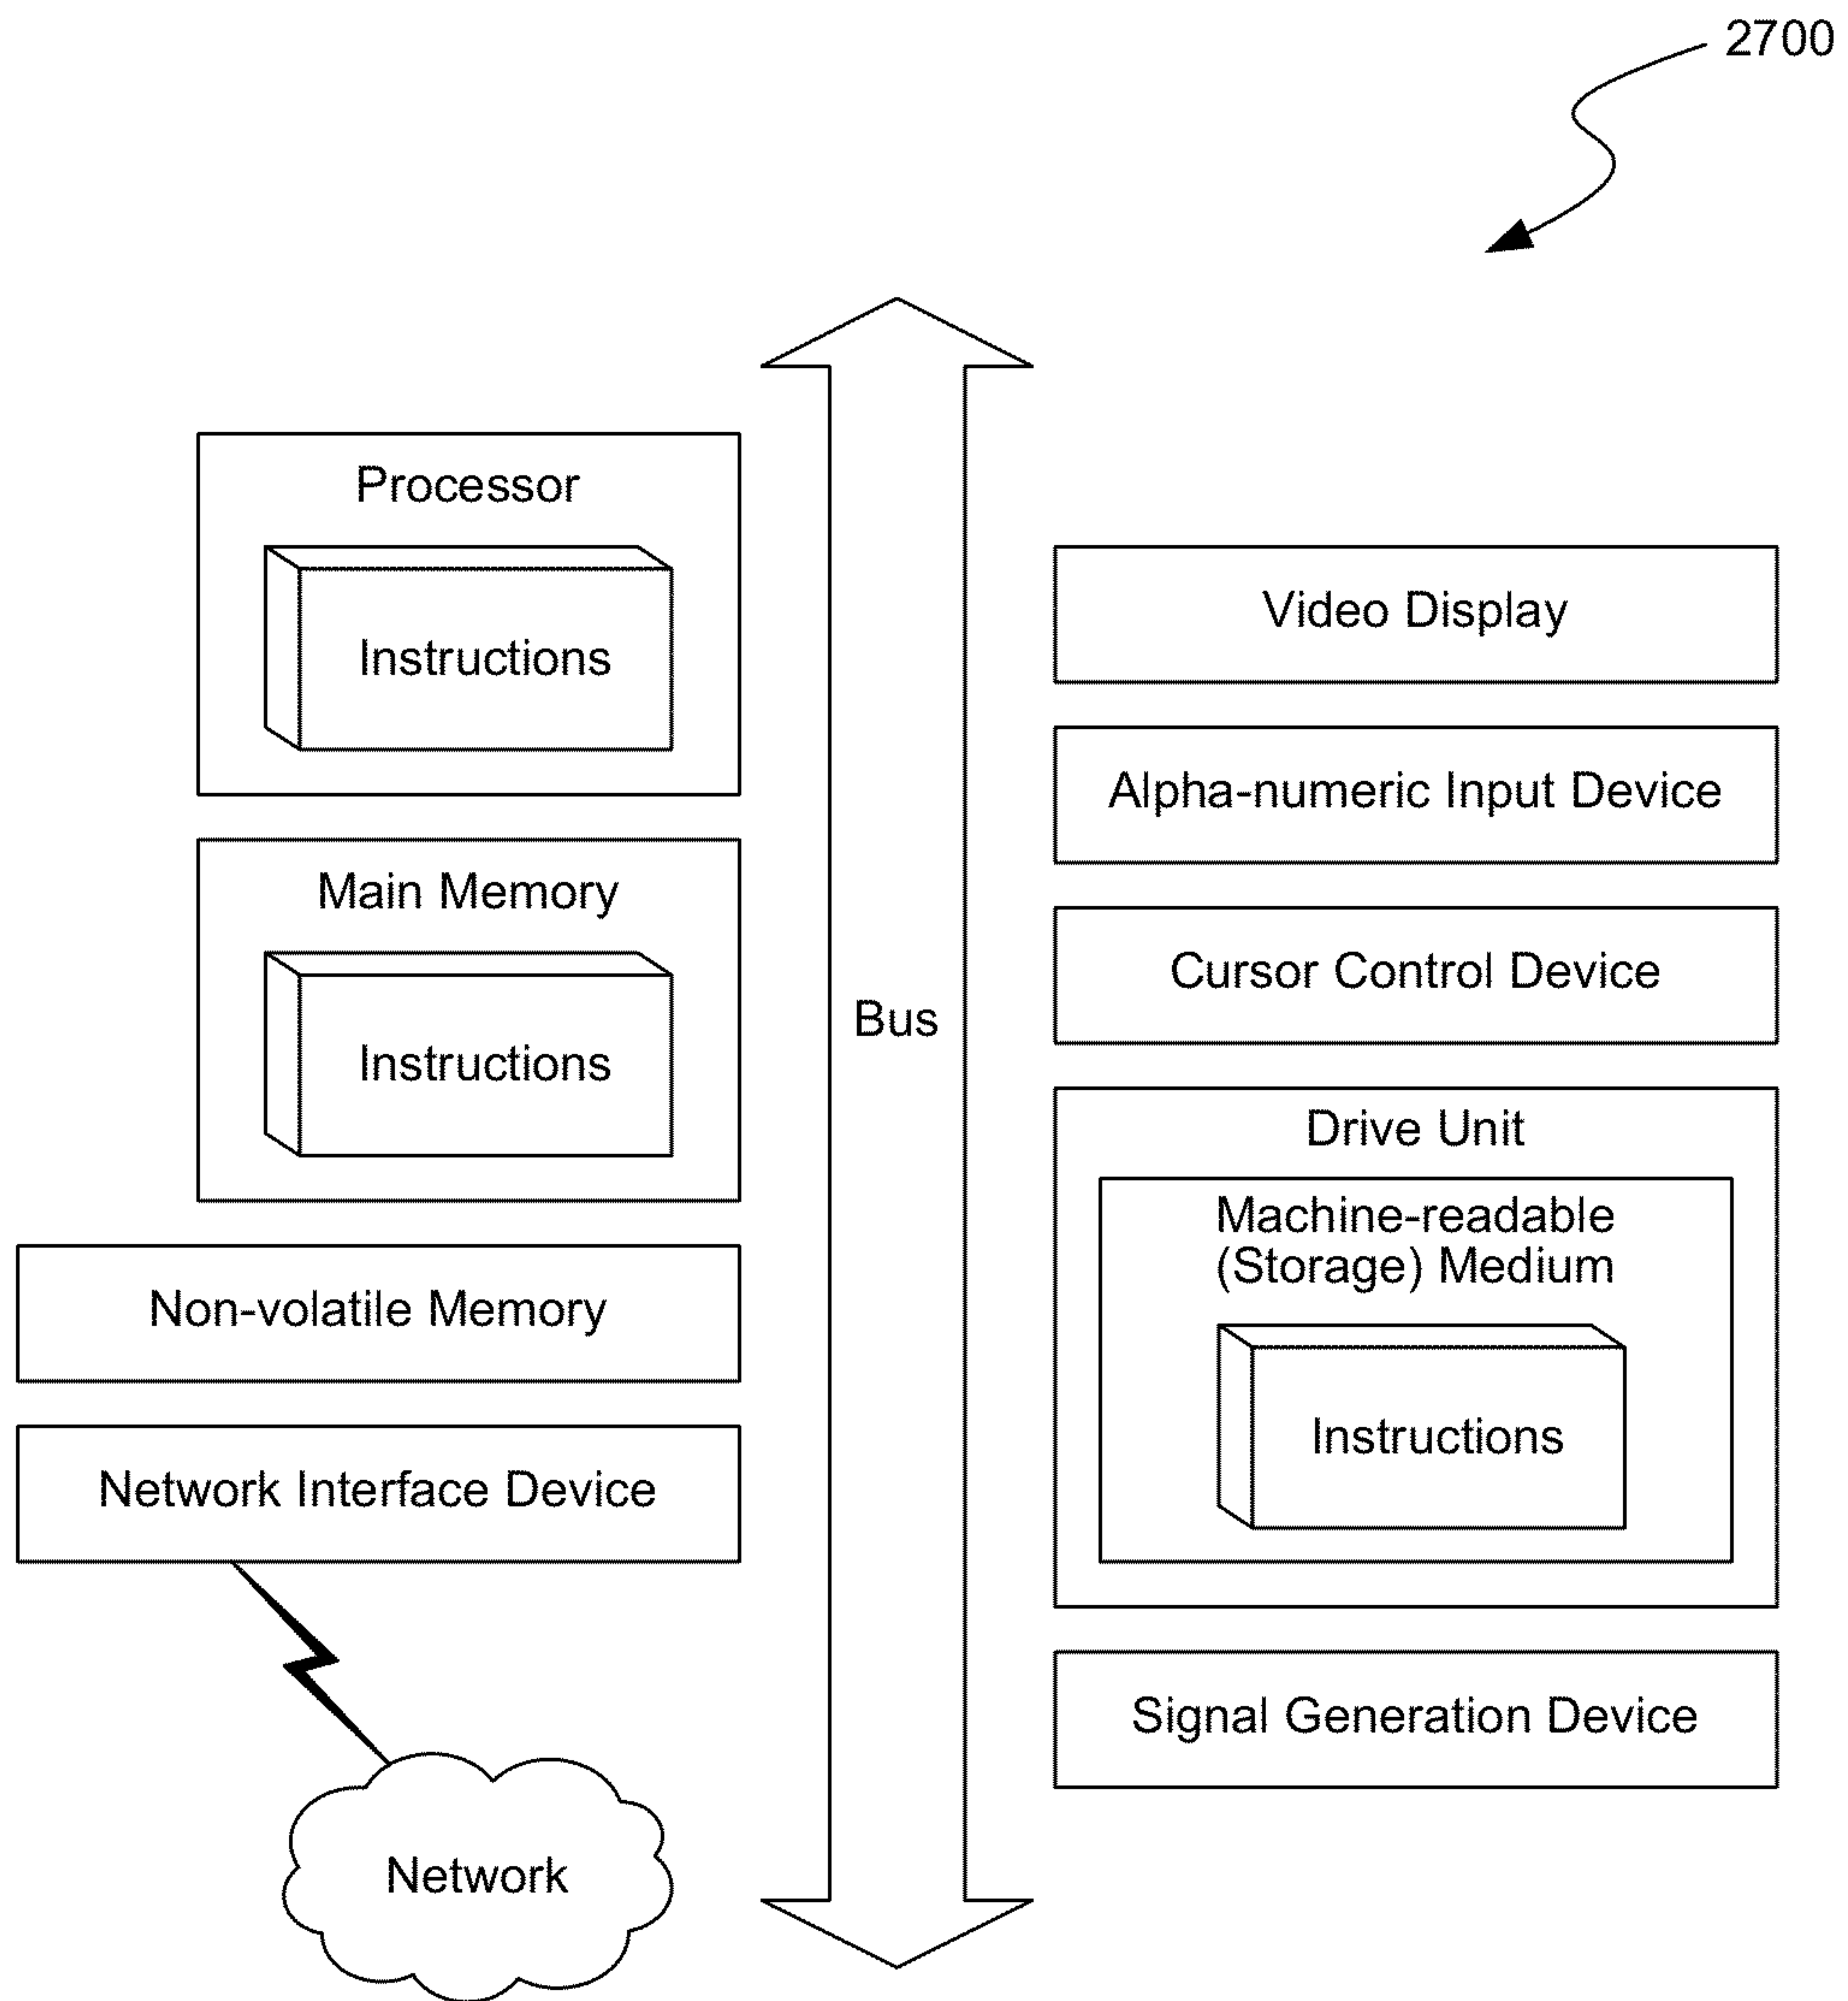 2700
Processor
Instructions
Main Memory
Instructions
Non-volatile Memory
Network Interface Device
Network
Bus
Video Display
Alpha-numeric Input Device
Cursor Control Device
Drive Unit
Machine-readable
(Storage) Medium
Instructions
Signal Generation Device